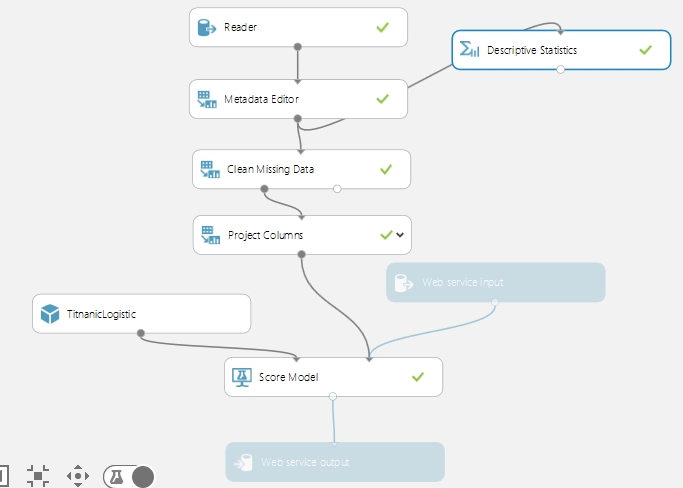 Reader
Descriptive Statistics
Metadata Editor
Clean Missing Data
Project Columns
Web service input
TitnanicLogistic
Score Model
Web service output